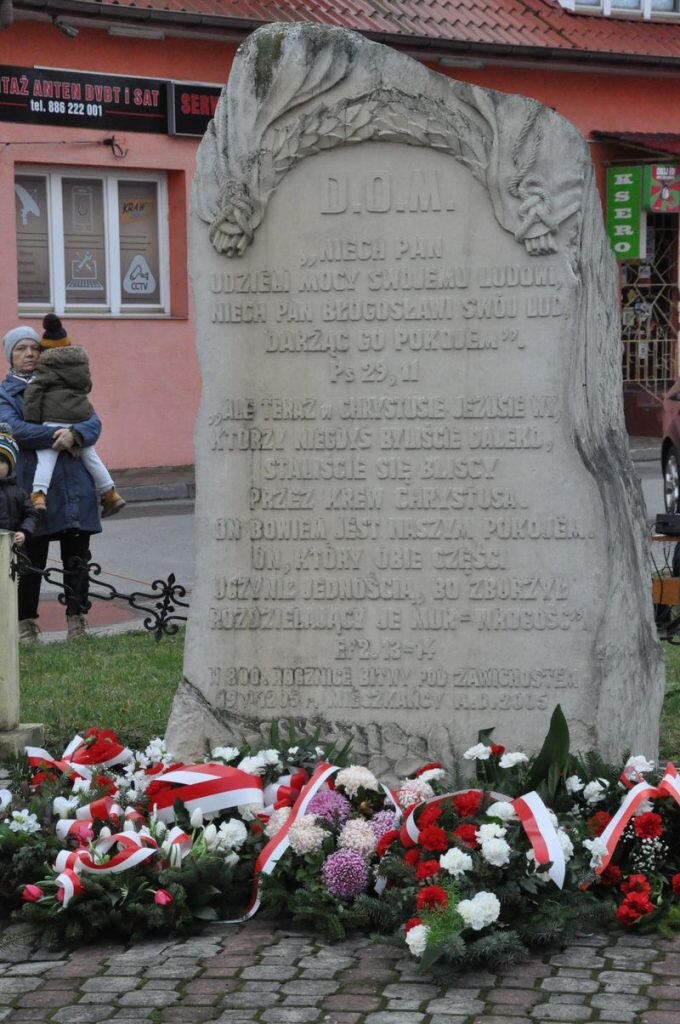 TAŻ ANTEN DVBT i SAT
tel. 886 222 001
SERW
KRAW
CCTV
KSERO
D.O.M.
„NIECH PAN
UDZIELI MOCY SWOJEMU LUDOWI,
NIECH PAN BŁOGOSŁAWI SWÓJ LUD,
DARZĄC GO POKOJEM”.
Ps 29, 11
„ALE TERAZ W CHRYSTUSIE JEZUSIE WY,
KTÓRZY NIEGDYŚ BYLIŚCIE DALEKO,
STALIŚCIE SIĘ BLISCY
PRZEZ KREW CHRYSTUSA.
ON BOWIEM JEST NASZYM POKOJEM.
ON, KTÓRY OBIE CZĘŚCI
UCZYNIŁ JEDNOŚCIĄ, BO ZBURZYŁ
ROZDZIELAJĄCY JE MUR - WROGOŚĆ”.
Ef 2, 13-14
W 800. ROCZNICĘ BITWY POD ZAWICHOSTEM
19 VI 1205 R. MIESZKAŃCY A.D. 2005